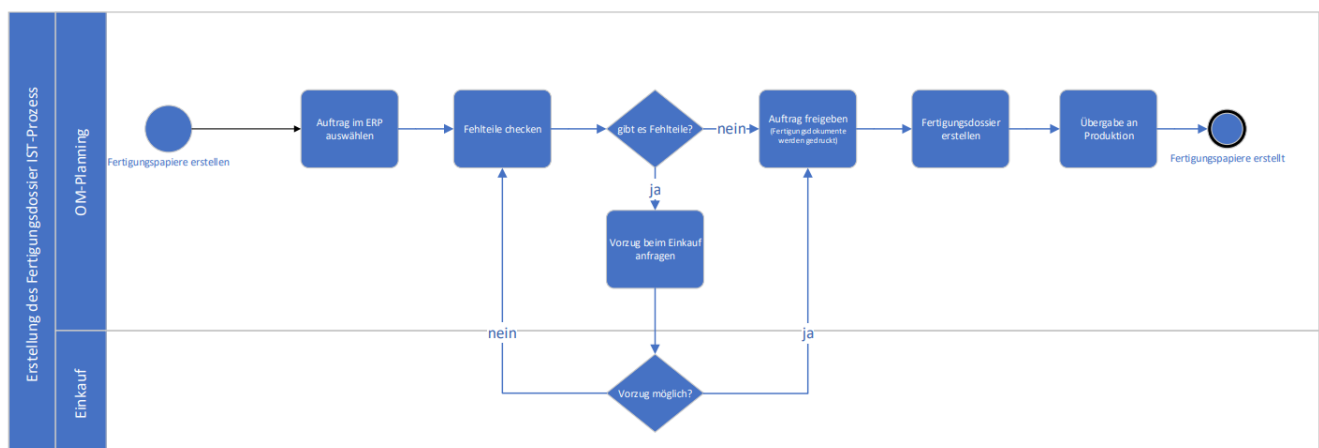 Erstellung des Fertigungsdossier IST-Prozess
OM-Planning
Fertigungspapiere erstellen
Auftrag im ERP
auswählen
Fehlteile checken
gibt es Fehlteile?
nein
Auftrag freigeben
(Fertigungsdokumente
werden gedruckt)
Fertigungsdossier
erstellen
Übergabe an
Produktion
Fertigungspapiere erstellt
ja
Vorzug beim Einkauf
anfragen
nein
ja
Einkauf
Vorzug möglich?